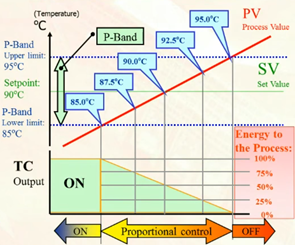 (Temperature)
°C
P-Band
PV
Process Value
P-Band
Upper limit:
95°C
Setpoint:
90°C
P-Band
Lower limit:
85°C
95.0°C
92.5°C
90.0°C
87.5°C
85.0°C
SV
Set Value
Energy to
the Process:
TC
Output
ON
100%
75%
50%
25%
0%
ON
Proportional control
OFF